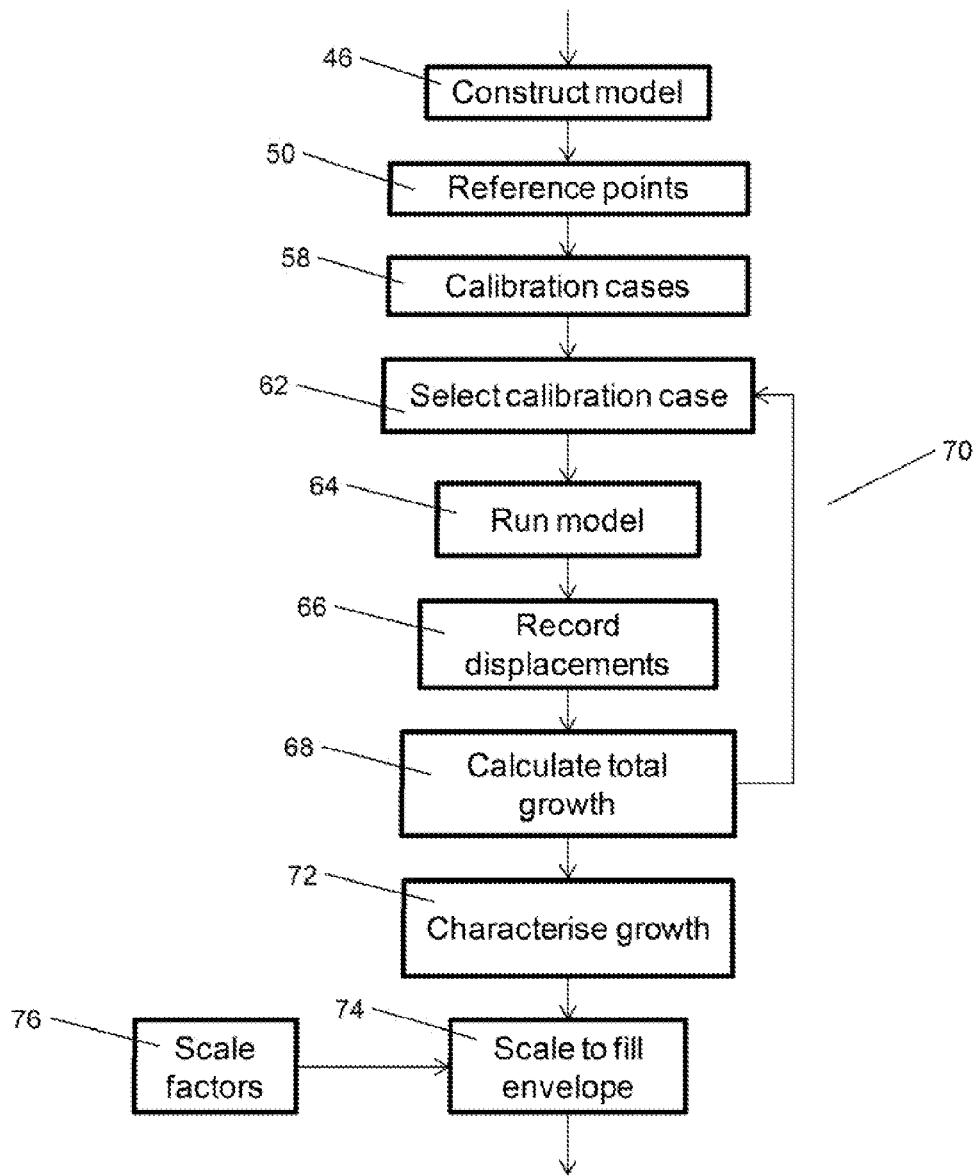 46
Construct model
50
Reference points
58
Calibration cases
62
Select calibration case
70
64
Run model
66
Record
displacements
68
Calculate total
growth
72
Characterise growth
76
Scale
factors
74
Scale to fill
envelope